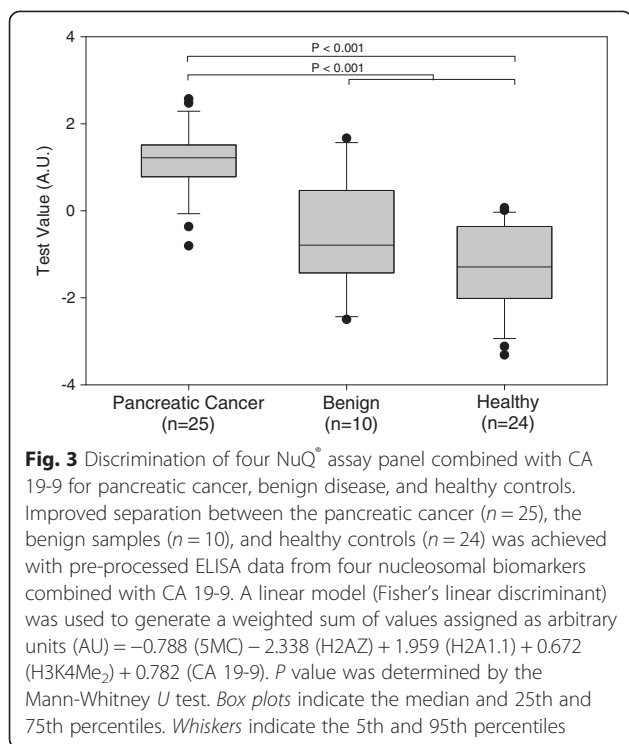 4
P < 0.001
P < 0.001
2
0
-2
-4
Test Value (A.U.)
Pancreatic Cancer Benign Healthy
(n=25) (n=10) (n=24)
Fig. 3 Discrimination of four NuQ® assay panel combined with CA
19-9 for pancreatic cancer, benign disease, and healthy controls.
Improved separation between the pancreatic cancer (n = 25), the
benign samples (n = 10), and healthy controls (n = 24) was achieved
with pre-processed ELISA data from four nucleosomal biomarkers
combined with CA 19-9. A linear model (Fisher's linear discriminant)
was used to generate a weighted sum of values assigned as arbitrary
units (AU) = −0.788 (5MC) − 2.338 (H2AZ) + 1.959 (H2A1.1) + 0.672
(H3K4Me₂) + 0.782 (CA 19-9). P value was determined by the
Mann-Whitney U test. Box plots indicate the median and 25th and
75th percentiles. Whiskers indicate the 5th and 95th percentiles